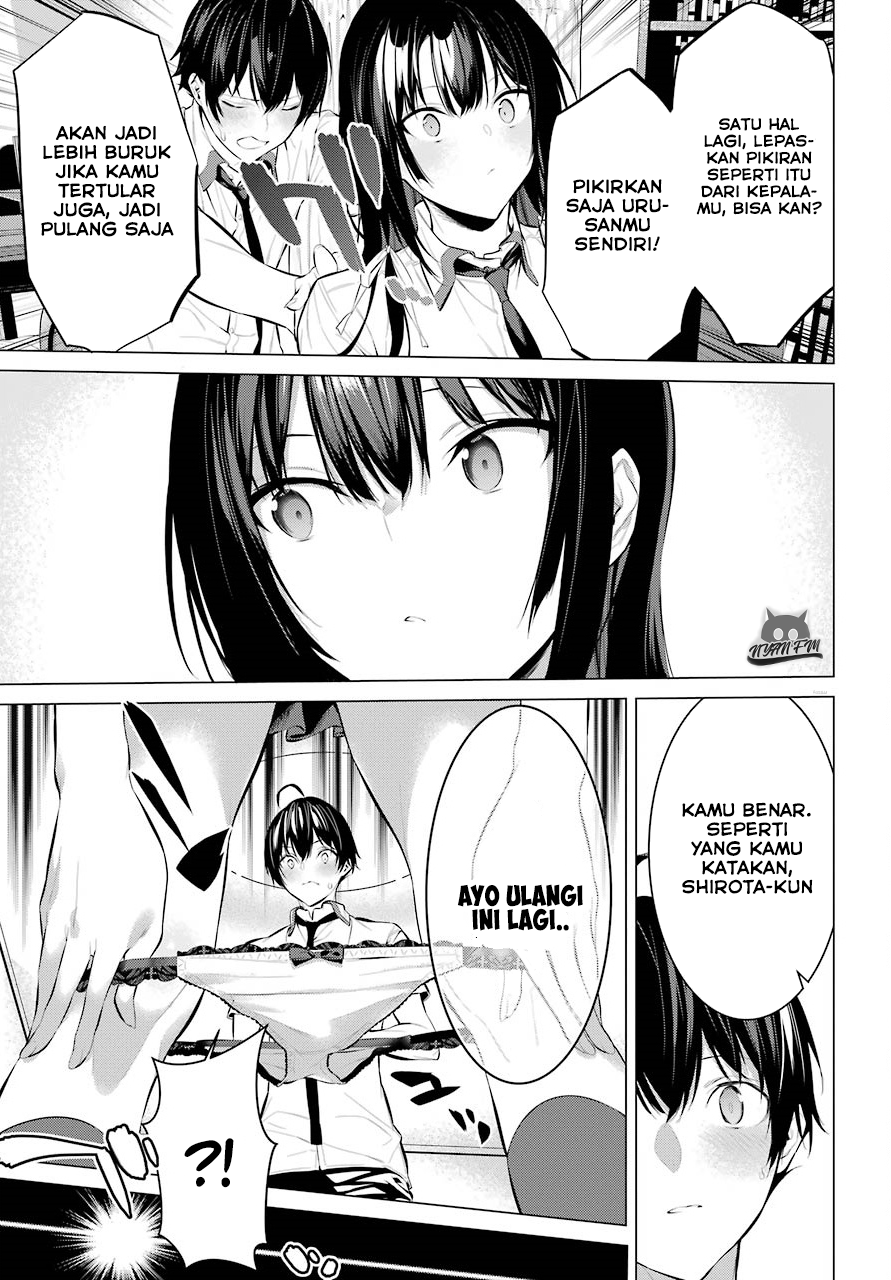 SATU HAL
LAGI, LEPAS-
KAN PIKIRAN
SEPERTI ITU
DARI KEPALA-
MU, BISA KAN?
PIKIRKAN
SAJA URU-
SANMU
SENDIRI!
AKAN JADI
LEBIH BURUK
JIKA KAMU
TERTULAR
JUGA, JADI
PULANG SAJA
NYAN FM
KAMU BENAR.
SEPERTI
YANG KAMU
KATAKAN,
SHIROTA-KUN
AYO ULANGI
INI LAGI..
?!